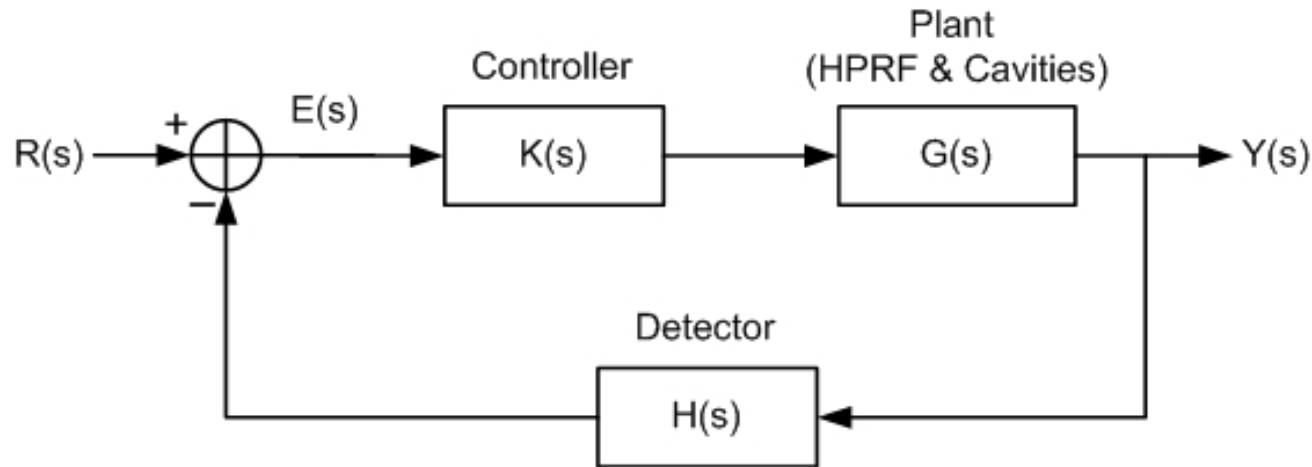 Plant
(HPRF & Cavities)
Controller
E(s)
+
R(s)
K(s)
G(s)
Y(s)
−
Detector
H(s)